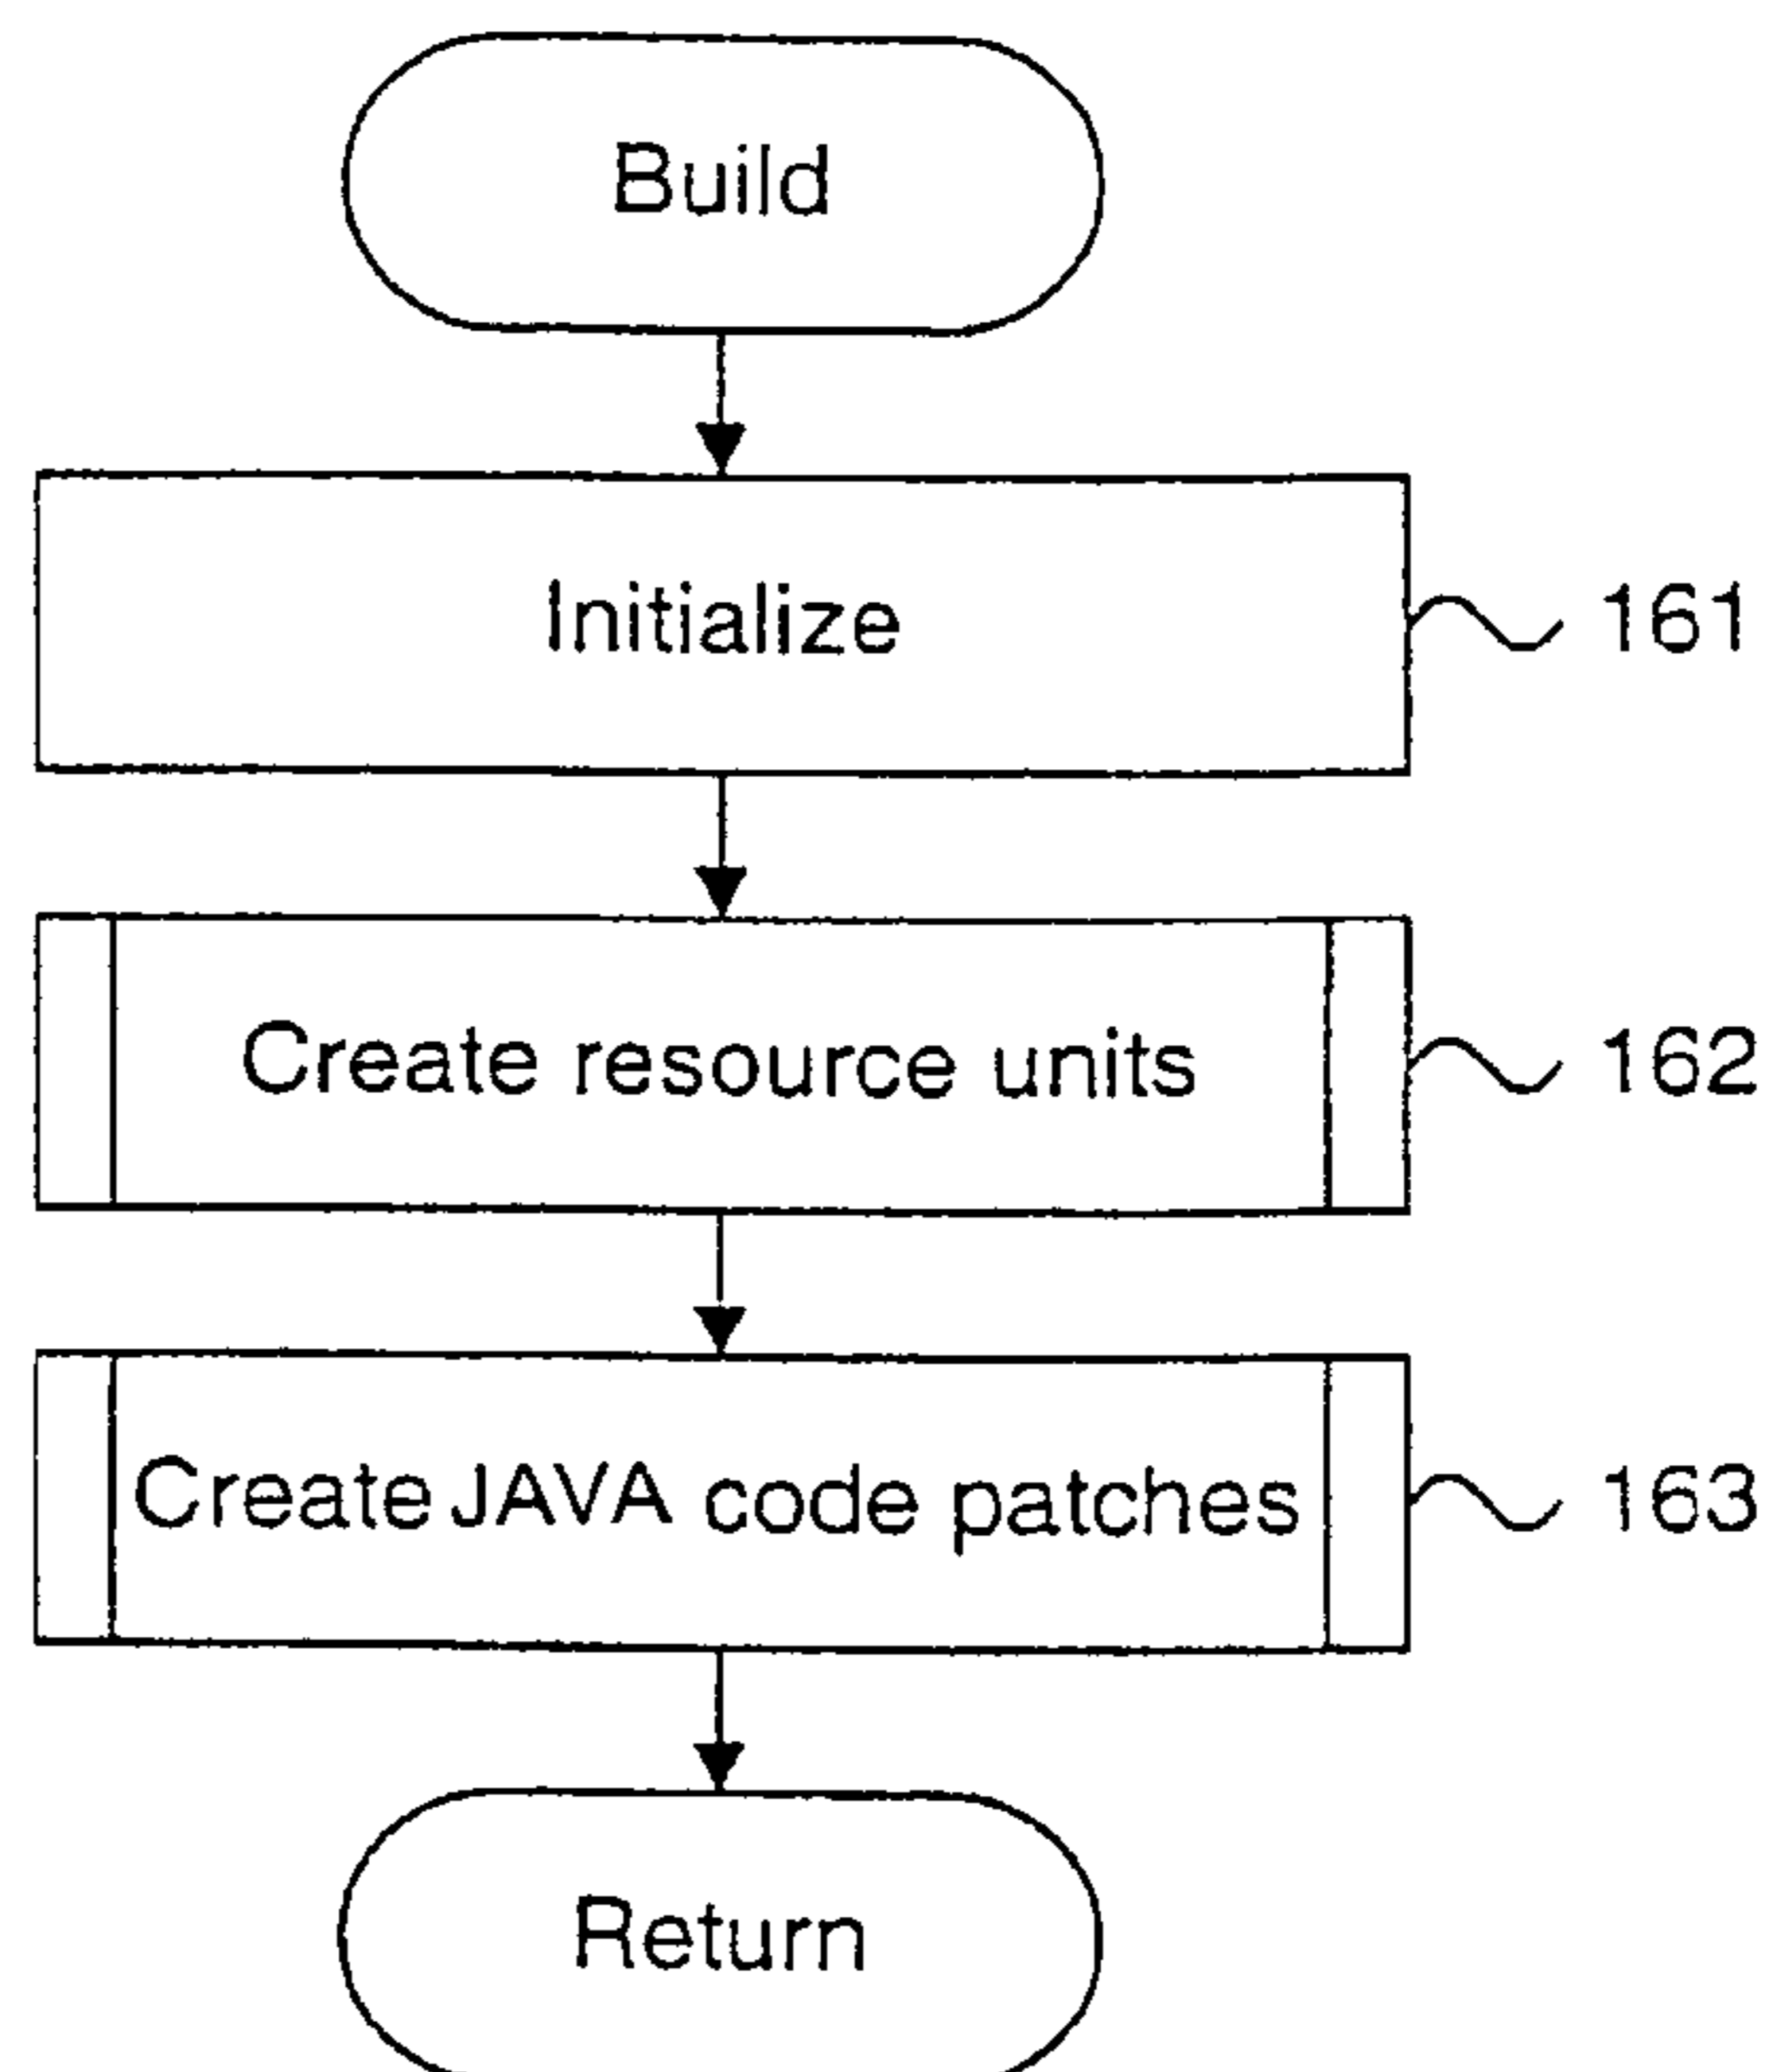 Build
Initialize
161
Create resource units
162
Create JAVA code patches
163
Return